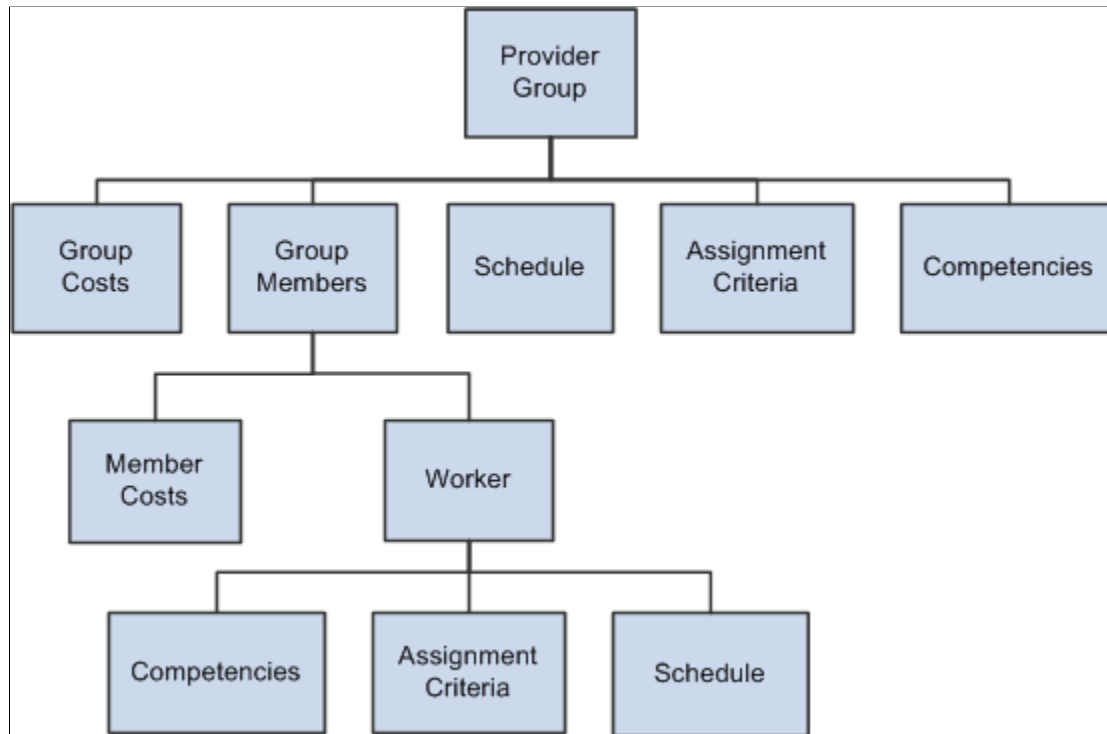 Provider
Group
Group
Costs
Group
Members
Schedule
Assignment
Criteria
Competencies
Member
Costs
Worker
Competencies
Assignment
Criteria
Schedule